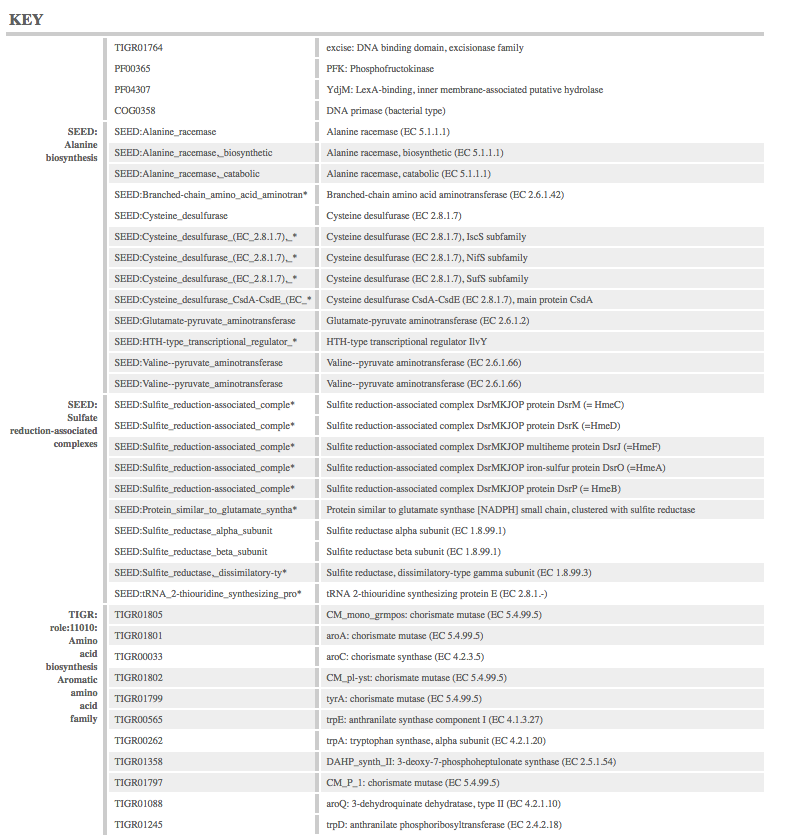 KEY
TIGR01764 excise: DNA binding domain, excisionase family
PF00365 PFK: Phosphofructokinase
PF04307 YdjM: LexA-binding, inner membrane-associated putative hydrolase
COG0358 DNA primase (bacterial type)
SEED:
Alanine
biosynthesis
SEED:Alanine_racemase Alanine racemase (EC 5.1.1.1)
SEED:Alanine_racemase,_biosynthetic Alanine racemase, biosynthetic (EC 5.1.1.1)
SEED:Alanine_racemase,_catabolic Alanine racemase, catabolic (EC 5.1.1.1)
SEED:Branched-chain_amino_acid_aminotran* Branched-chain amino acid aminotransferase (EC 2.6.1.42)
SEED:Cysteine_desulfurase Cysteine desulfurase (EC 2.8.1.7)
SEED:Cysteine_desulfurase_(EC_2.8.1.7),_* Cysteine desulfurase (EC 2.8.1.7), IscS subfamily
SEED:Cysteine_desulfurase_(EC_2.8.1.7),_* Cysteine desulfurase (EC 2.8.1.7), NifS subfamily
SEED:Cysteine_desulfurase_(EC_2.8.1.7),_* Cysteine desulfurase (EC 2.8.1.7), SufS subfamily
SEED:Cysteine_desulfurase_CsdA-CsdE_(EC_* Cysteine desulfurase CsdA-CsdE (EC 2.8.1.7), main protein CsdA
SEED:Glutamate-pyruvate_aminotransferase Glutamate-pyruvate aminotransferase (EC 2.6.1.2)
SEED:HTH-type_transcriptional_regulator_* HTH-type transcriptional regulator IlvY
SEED:Valine--pyruvate_aminotransferase Valine--pyruvate aminotransferase (EC 2.6.1.66)
SEED:Valine--pyruvate_aminotransferase Valine--pyruvate aminotransferase (EC 2.6.1.66)
SEED:
Sulfate
reduction-associated
complexes
SEED:Sulfite_reduction-associated_comple* Sulfite reduction-associated complex DsrMKJOP protein DsrM (= HmeC)
SEED:Sulfite_reduction-associated_comple* Sulfite reduction-associated complex DsrMKJOP protein DsrK (=HmeD)
SEED:Sulfite_reduction-associated_comple* Sulfite reduction-associated complex DsrMKJOP multiheme protein DsrJ (=HmeF)
SEED:Sulfite_reduction-associated_comple* Sulfite reduction-associated complex DsrMKJOP iron-sulfur protein DsrO (=HmeA)
SEED:Sulfite_reduction-associated_comple* Sulfite reduction-associated complex DsrMKJOP protein DsrP (= HmeB)
SEED:Protein_similar_to_glutamate_syntha* Protein similar to glutamate synthase [NADPH] small chain, clustered with sulfite reductase
SEED:Sulfite_reductase_alpha_subunit Sulfite reductase alpha subunit (EC 1.8.99.1)
SEED:Sulfite_reductase_beta_subunit Sulfite reductase beta subunit (EC 1.8.99.1)
SEED:Sulfite_reductase,_dissimilatory-ty* Sulfite reductase, dissimilatory-type gamma subunit (EC 1.8.99.3)
SEED:tRNA_2-thiouridine_synthesizing_pro* tRNA 2-thiouridine synthesizing protein E (EC 2.8.1.-)
TIGR:
role:11010:
Amino
acid
biosynthesis
Aromatic
amino
acid
family
TIGR01805 CM_mono_grmpos: chorismate mutase (EC 5.4.99.5)
TIGR01801 aroA: chorismate mutase (EC 5.4.99.5)
TIGR00033 aroC: chorismate synthase (EC 4.2.3.5)
TIGR01802 CM_pl-yst: chorismate mutase (EC 5.4.99.5)
TIGR01799 tyrA: chorismate mutase (EC 5.4.99.5)
TIGR00565 trpE: anthranilate synthase component I (EC 4.1.3.27)
TIGR00262 trpA: tryptophan synthase, alpha subunit (EC 4.2.1.20)
TIGR01358 DAHP_synth_II: 3-deoxy-7-phosphoheptulonate synthase (EC 2.5.1.54)
TIGR01797 CM_P_1: chorismate mutase (EC 5.4.99.5)
TIGR01088 aroQ: 3-dehydroquinate dehydratase, type II (EC 4.2.1.10)
TIGR01245 trpD: anthranilate phosphoribosyltransferase (EC 2.4.2.18)